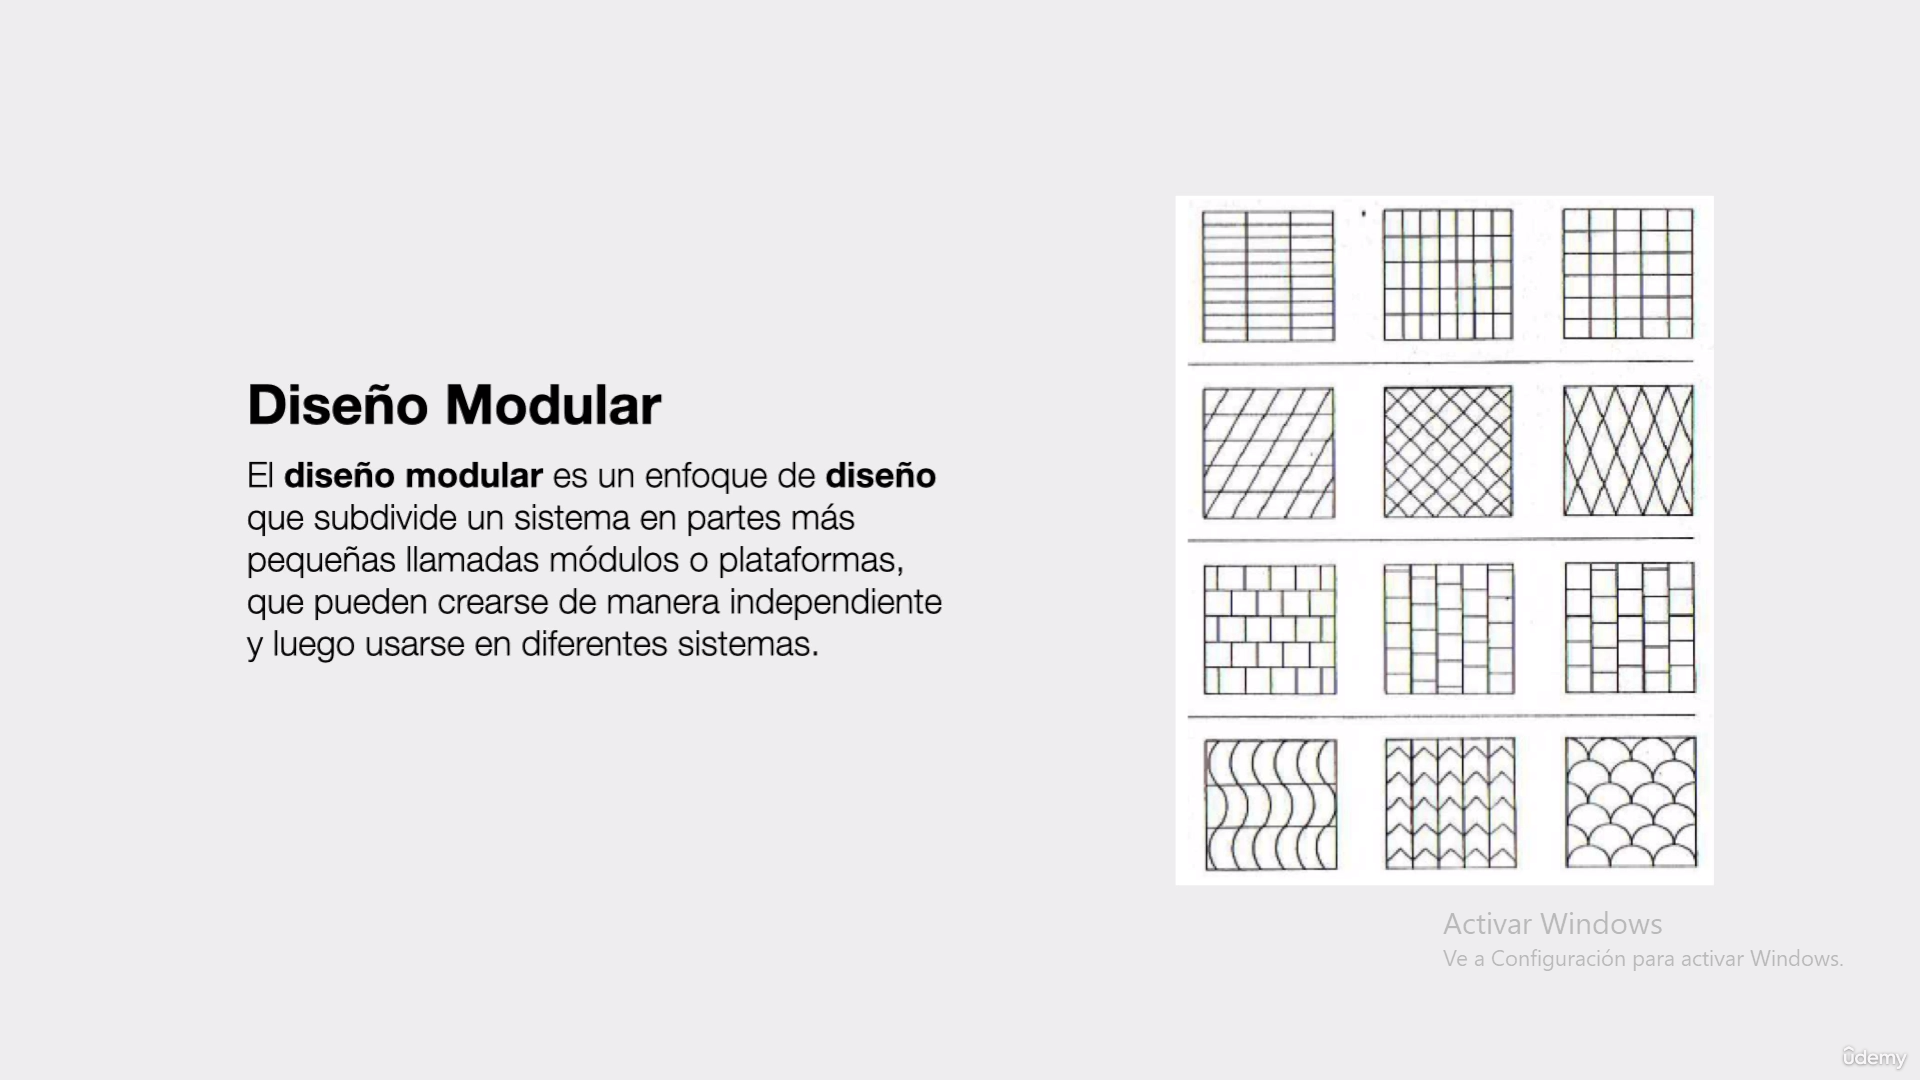 Diseño Modular
El diseño modular es un enfoque de diseño
que subdivide un sistema en partes más
pequeñas llamadas módulos o plataformas,
que pueden crearse de manera independiente
y luego usarse en diferentes sistemas.
Activar Windows
Ve a Configuración para activar Windows.
ûdemy